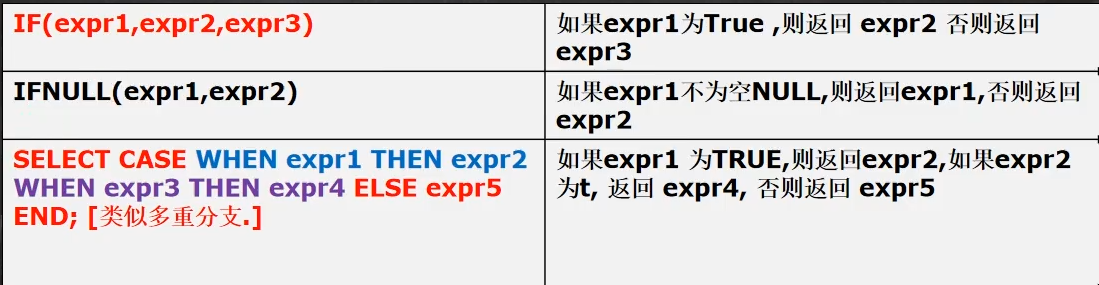 IF(expr1,expr2,expr3)
如果expr1为True ,则返回 expr2 否则返回
expr3
IFNULL(expr1,expr2)
如果expr1不为空NULL,则返回expr1,否则返回
expr2
SELECT CASE WHEN expr1 THEN expr2
WHEN expr3 THEN expr4 ELSE expr5
END; [类似多重分支.]
如果expr1 为TRUE,则返回expr2,如果expr2
为t, 返回 expr4, 否则返回 expr5